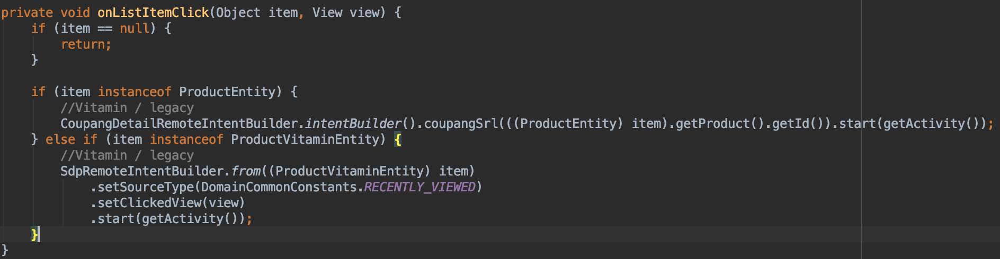 private void onListItemClick(Object item, View view) {
    if (item == null) {
        return;
    }

    if (item instanceof ProductEntity) {
        //Vitamin / legacy
        CoupangDetailRemoteIntentBuilder.intentBuilder().coupangSrl(((ProductEntity) item).getProduct().getId()).start(getActivity());
    } else if (item instanceof ProductVitaminEntity) {
        //Vitamin / legacy
        SdpRemoteIntentBuilder.from((ProductVitaminEntity) item)
            .setSourceType(DomainCommonConstants.RECENTLY_VIEWED)
            .setClickedView(view)
            .start(getActivity());
    }
}